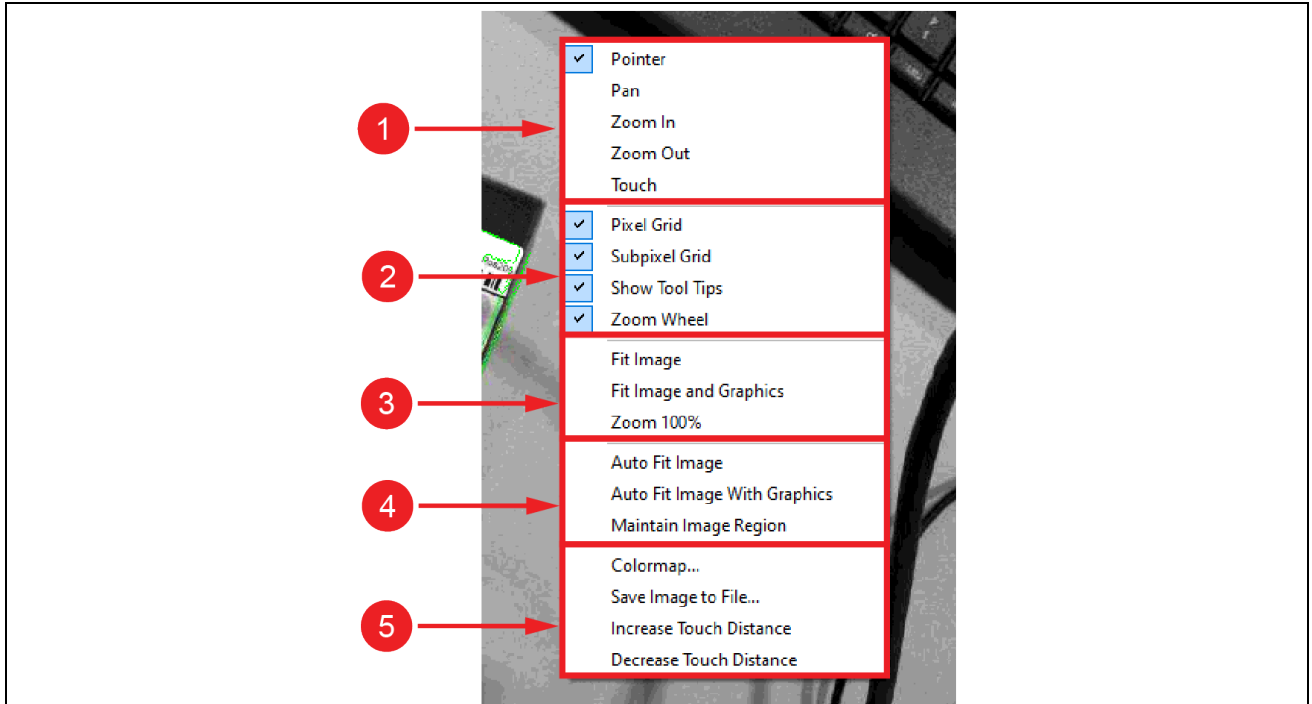 Pointer
Pan
1
Zoom In
Zoom Out
Touch
Pixel Grid
Subpixel Grid
2
Show Tool Tips
Zoom Wheel
Fit Image
Fit Image and Graphics
3
Zoom 100%
Auto Fit Image
Auto Fit Image With Graphics
4
Maintain Image Region
Colormap...
Save Image to File...
5
Increase Touch Distance
Decrease Touch Distance